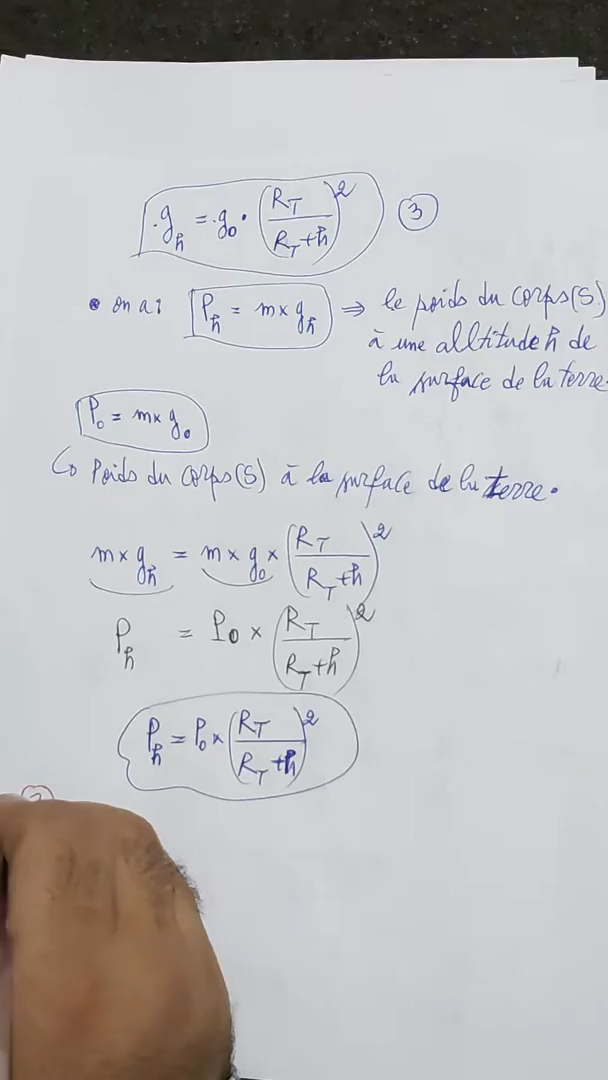 g_h = g_0 · (R_T / (R_T + h))^2 ③
• on a : P_h = m × g_h ⇒ le poids du corps (S)
à une alltitude h de
la surface de la terre.
P_0 = m × g_0
↳ Poids du corps (S) à la surface de la terre.
m × g_h = m × g_0 × (R_T / (R_T + h))^2
P_h = P_0 × (R_T / (R_T + h))^2
P_h = P_0 × (R_T / (R_T + h))^2